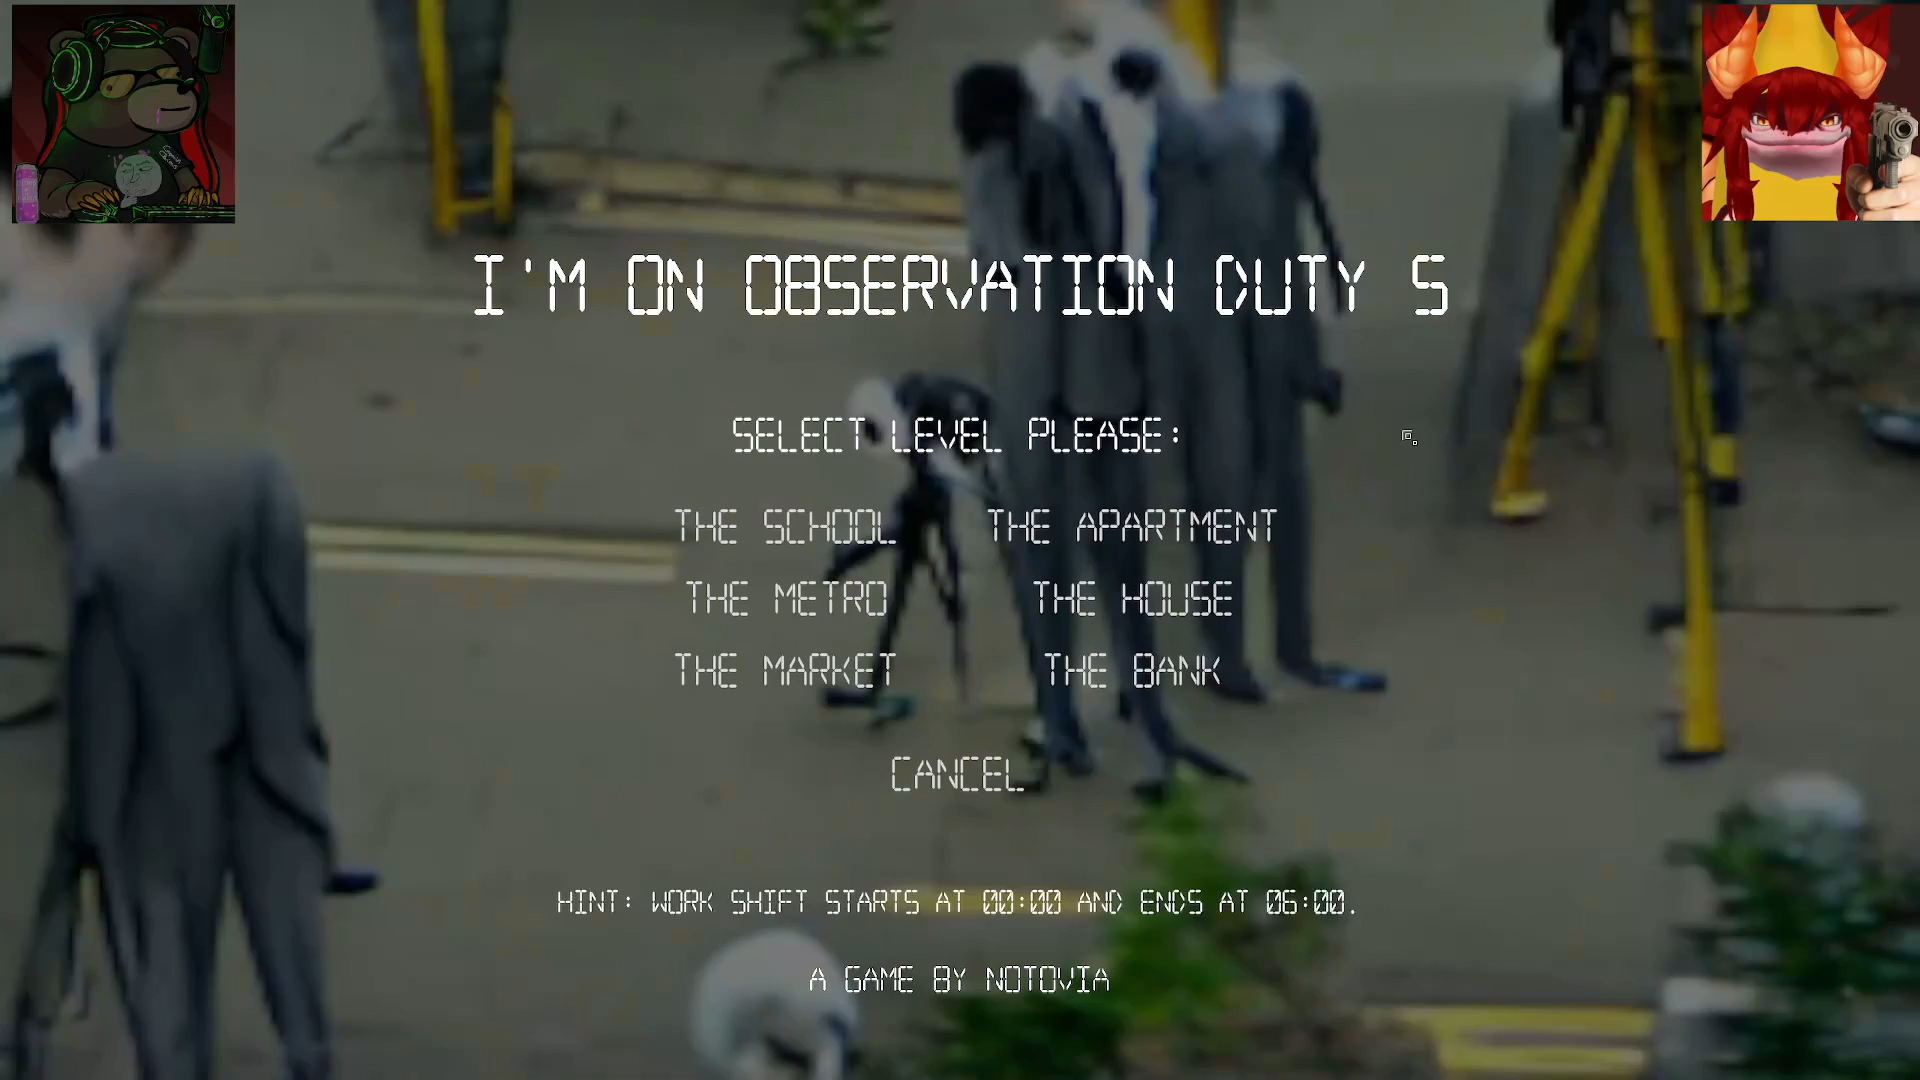 I'M ON OBSERVATION DUTY 5
SELECT LEVEL PLEASE:
THE SCHOOL THE APARTMENT
THE METRO THE HOUSE
THE MARKET THE BANK
CANCEL
HINT: WORK SHIFT STARTS AT 00:00 AND ENDS AT 06:00.
A GAME BY NOTOVIA